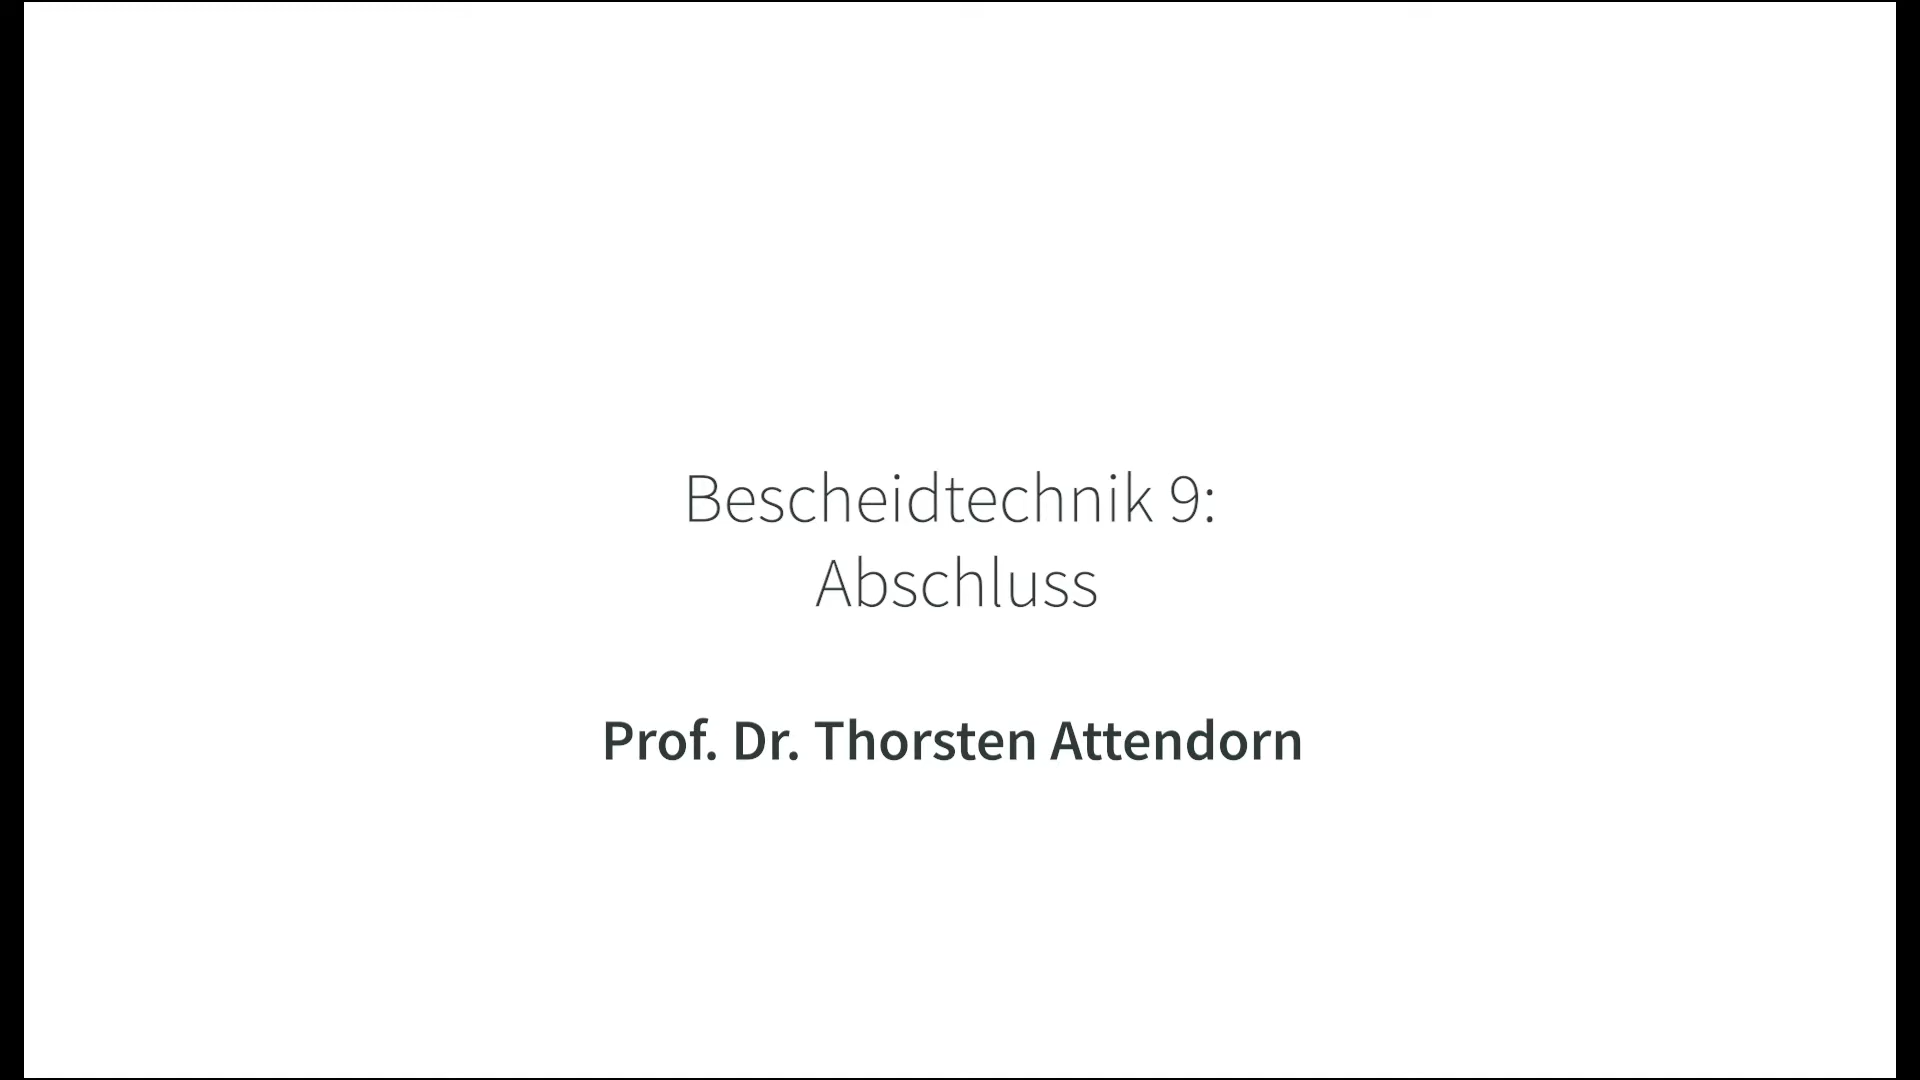 Bescheidtechnik 9:
Abschluss
Prof. Dr. Thorsten Attendorn